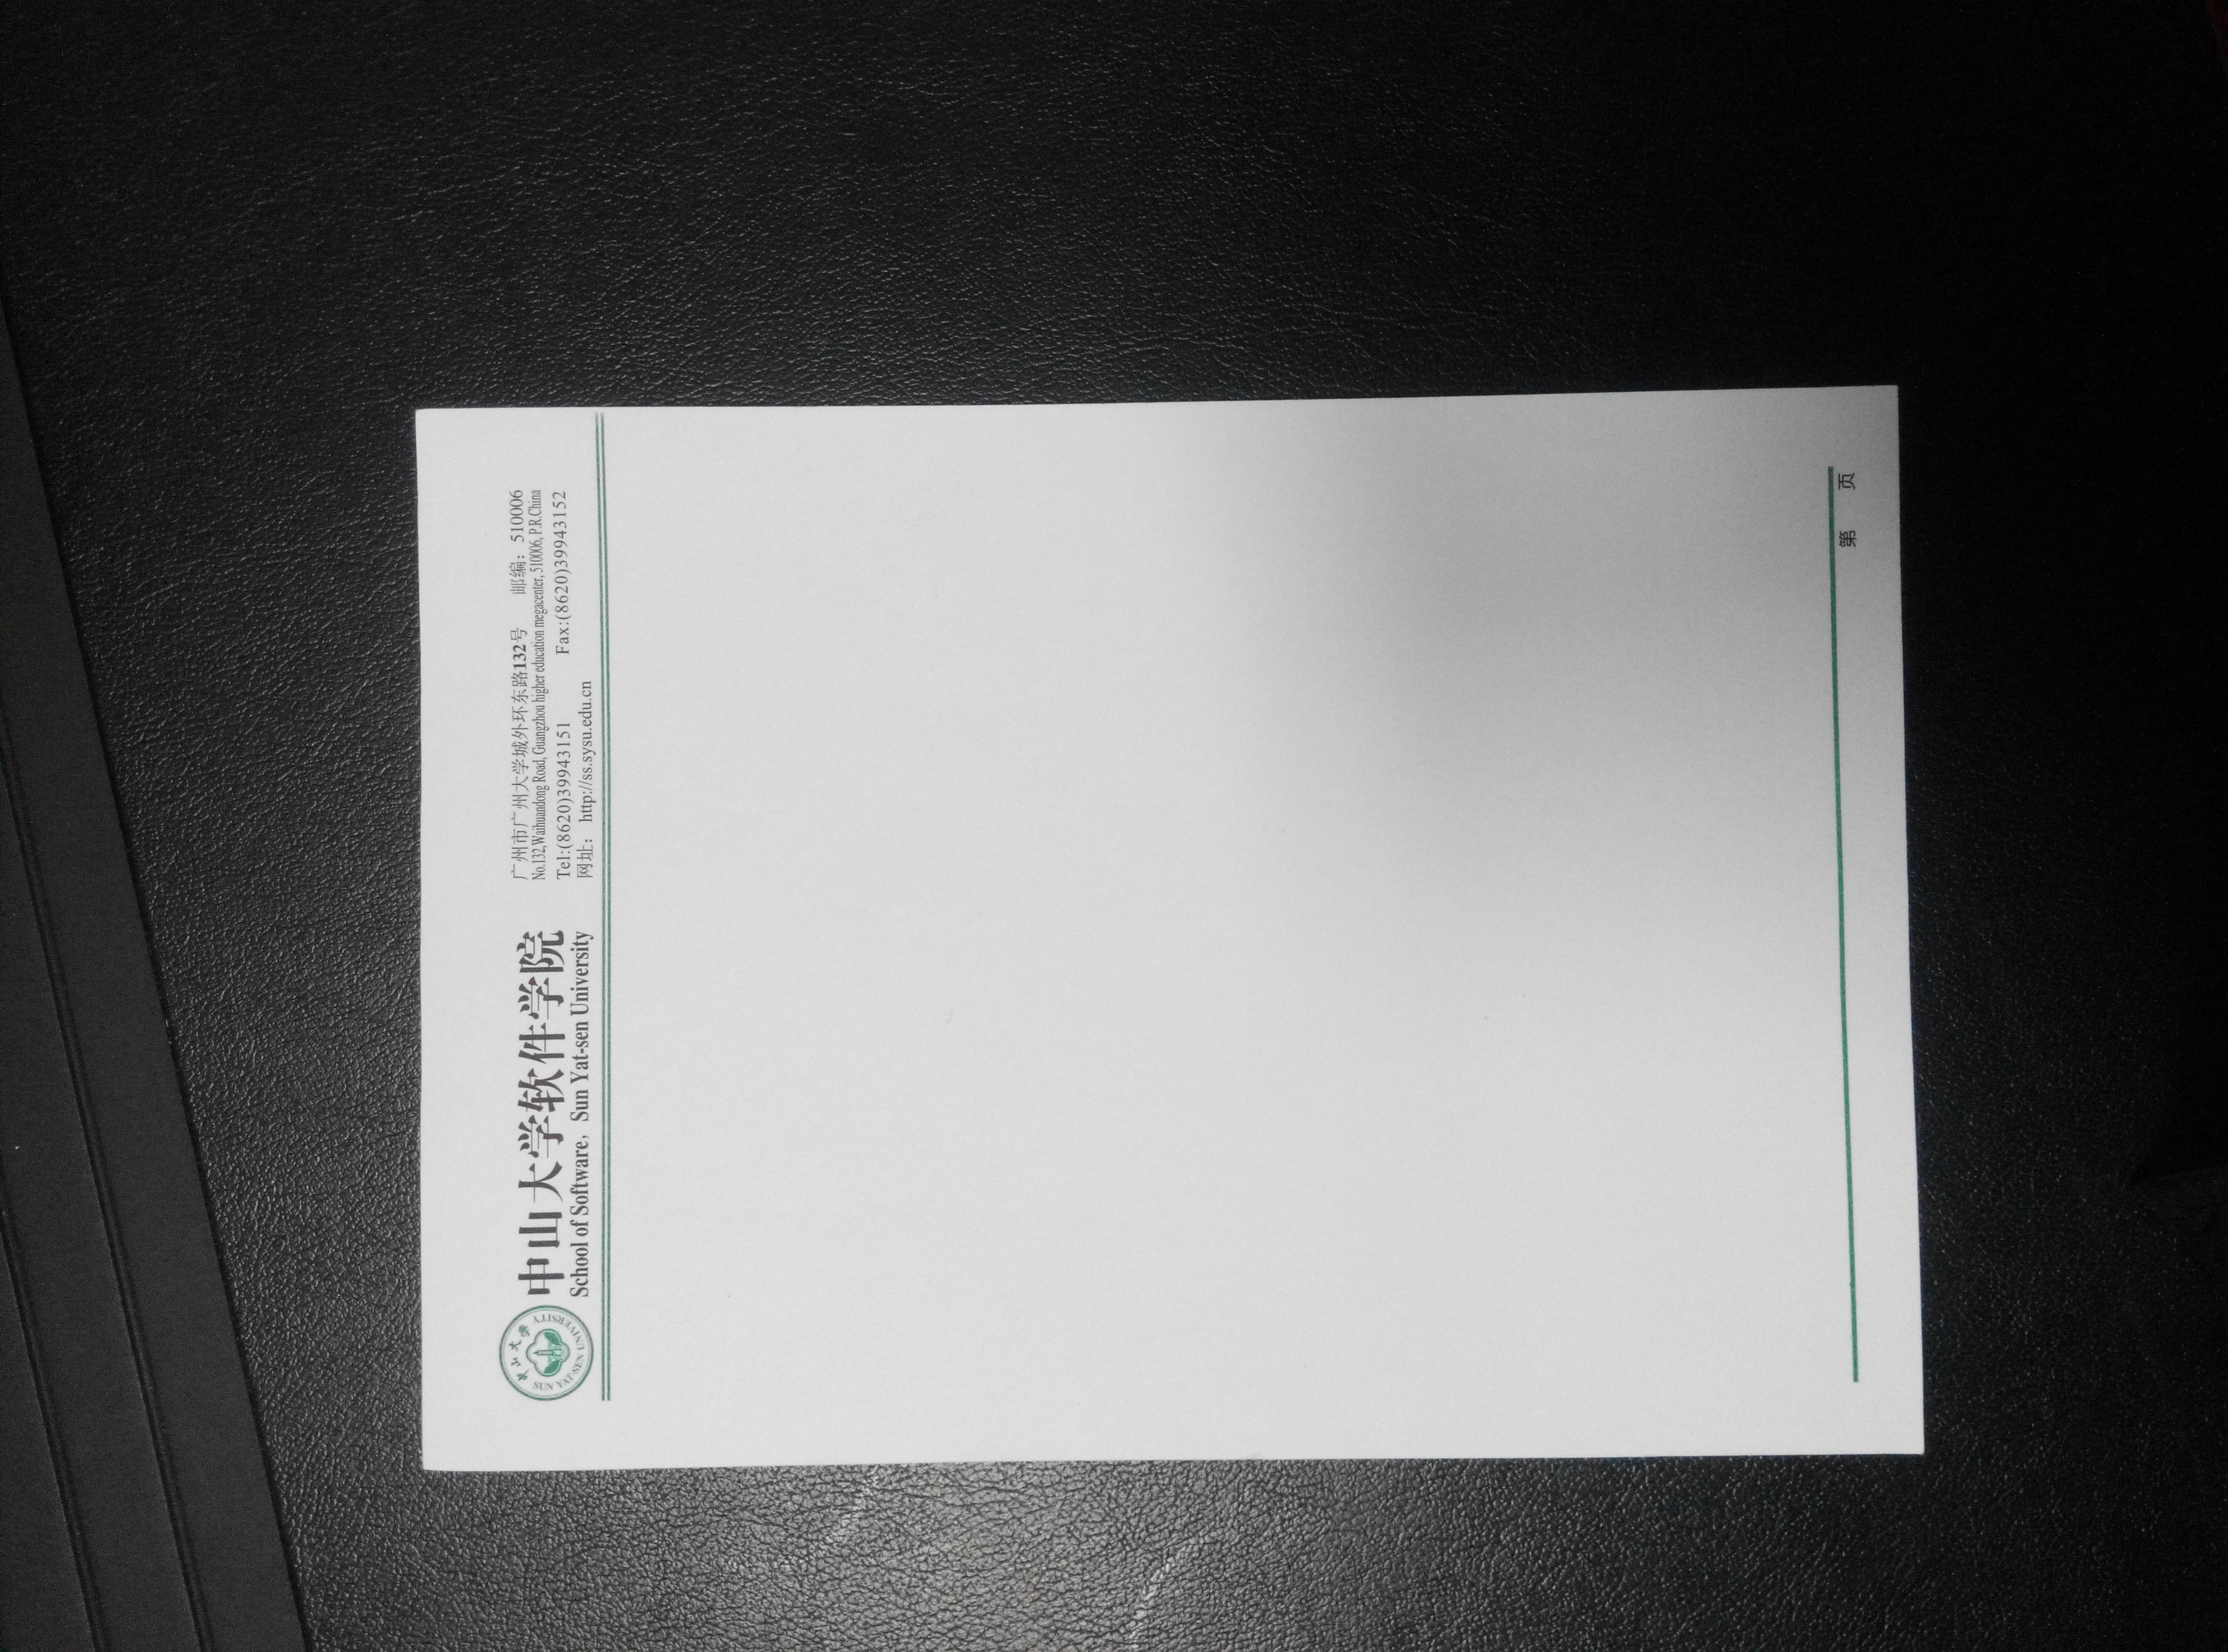 中山大学
SUN YAT-SEN UNIVERSITY
中山大学软件学院
School of Software, Sun Yat-sen University
广州市广州大学城外环东路132号 邮编：510006
No.132,Waihuandong Road, Guangzhou higher education megacenter, 510006, P.R.China
Tel:(8620)39943151 Fax:(8620)39943152
网址： http://ss.sysu.edu.cn
第 页